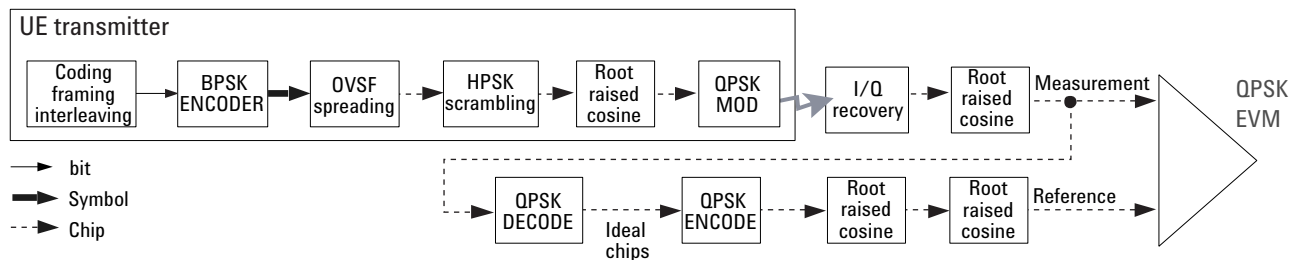 UE transmitter
Coding
framing
interleaving
BPSK
ENCODER
OVSF
spreading
HPSK
scrambling
Root
raised
cosine
QPSK
MOD
I/Q
recovery
Root
raised
cosine
Measurement
QPSK
EVM
bit
Symbol
Chip
QPSK
DECODE
Ideal
chips
QPSK
ENCODE
Root
raised
cosine
Root
raised
cosine
Reference